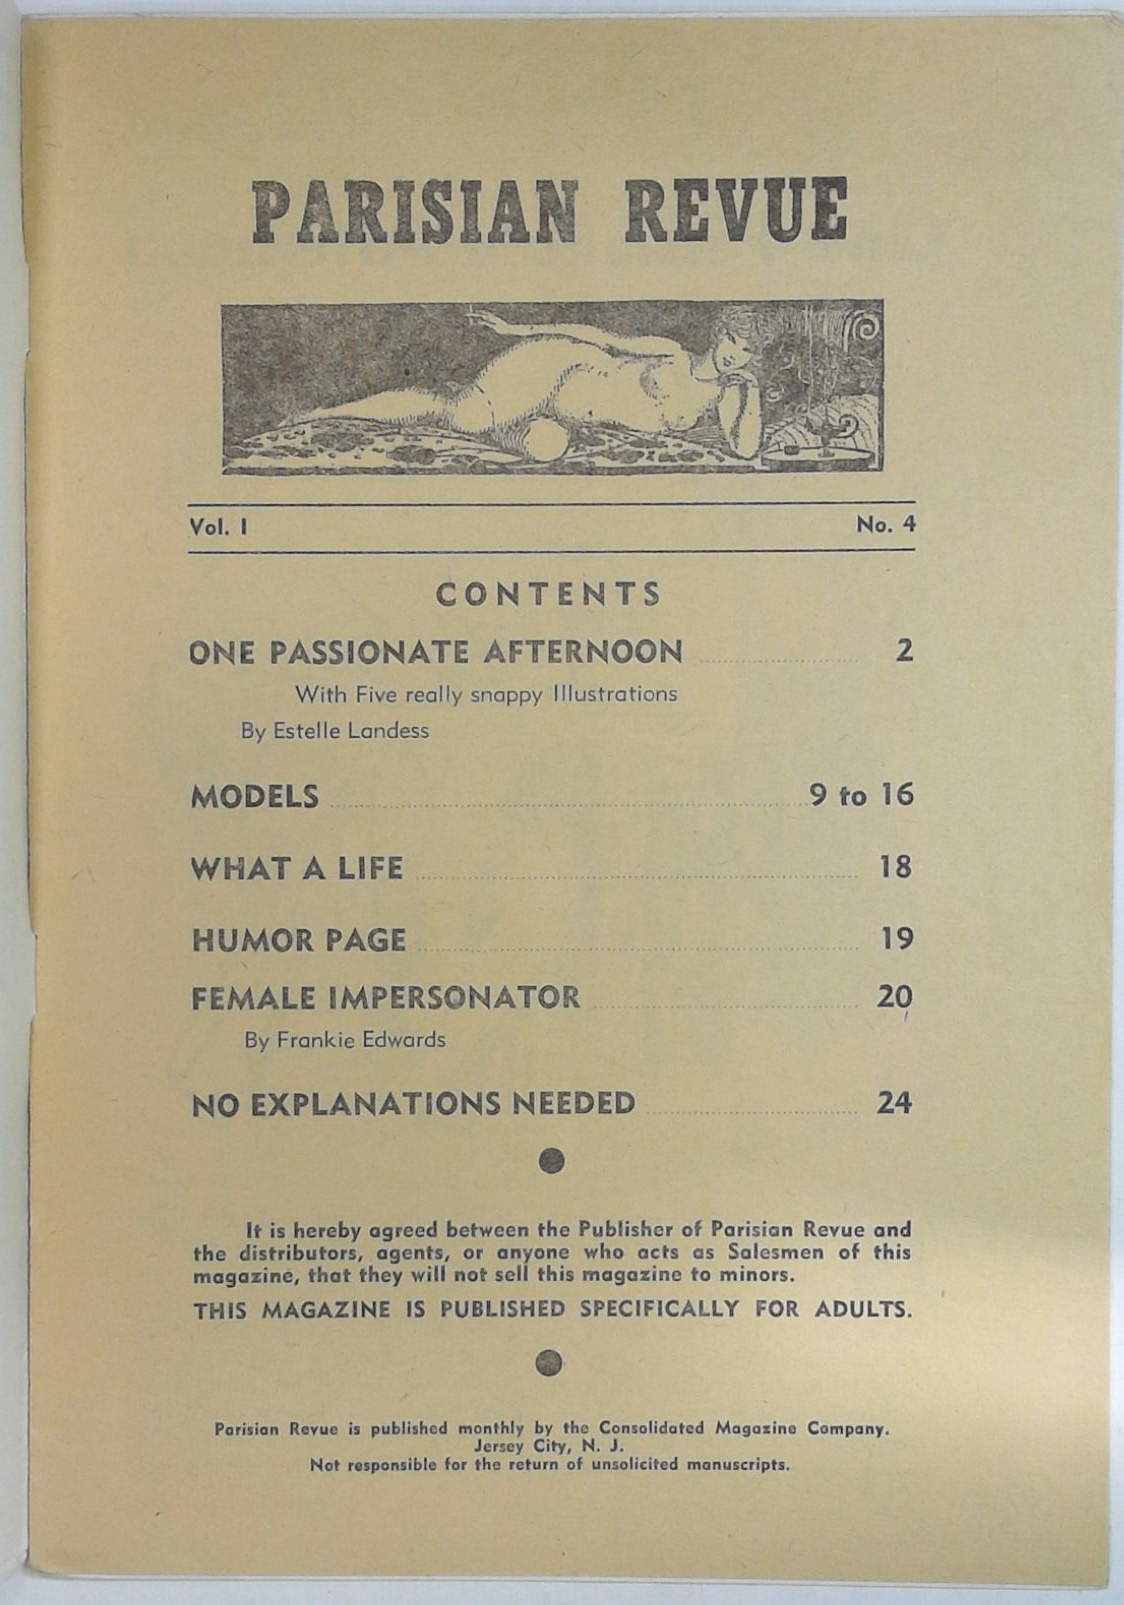 PARISIAN REVUE
Vol. I No. 4
CONTENTS
ONE PASSIONATE AFTERNOON 2
With Five really snappy Illustrations
By Estelle Landess
MODELS 9 to 16
WHAT A LIFE 18
HUMOR PAGE 19
FEMALE IMPERSONATOR 20
By Frankie Edwards
NO EXPLANATIONS NEEDED 24
It is hereby agreed between the Publisher of Parisian Revue and
the distributors, agents, or anyone who acts as Salesmen of this
magazine, that they will not sell this magazine to minors.
THIS MAGAZINE IS PUBLISHED SPECIFICALLY FOR ADULTS.
Parisian Revue is published monthly by the Consolidated Magazine Company.
Jersey City, N. J.
Not responsible for the return of unsolicited manuscripts.